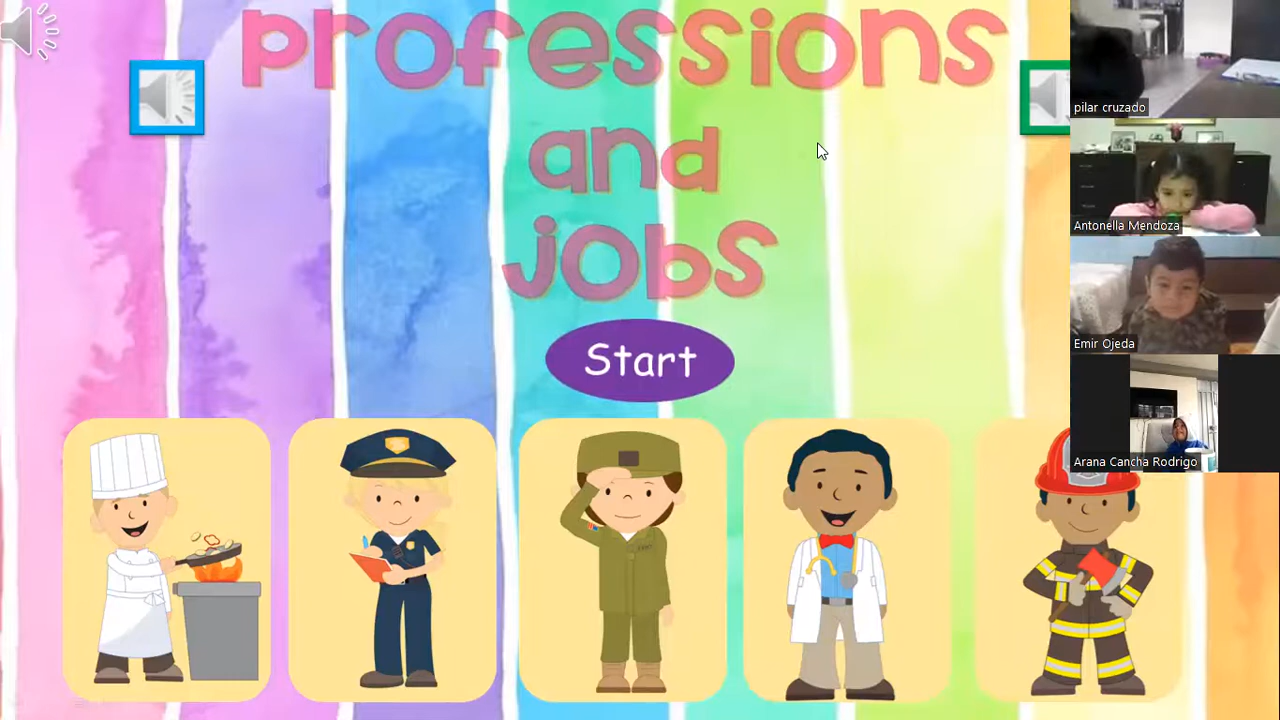 professions
and
jobs
Start
pilar cruzado
Antonella Mendoza
Emir Ojeda
Arana Cancha Rodrigo